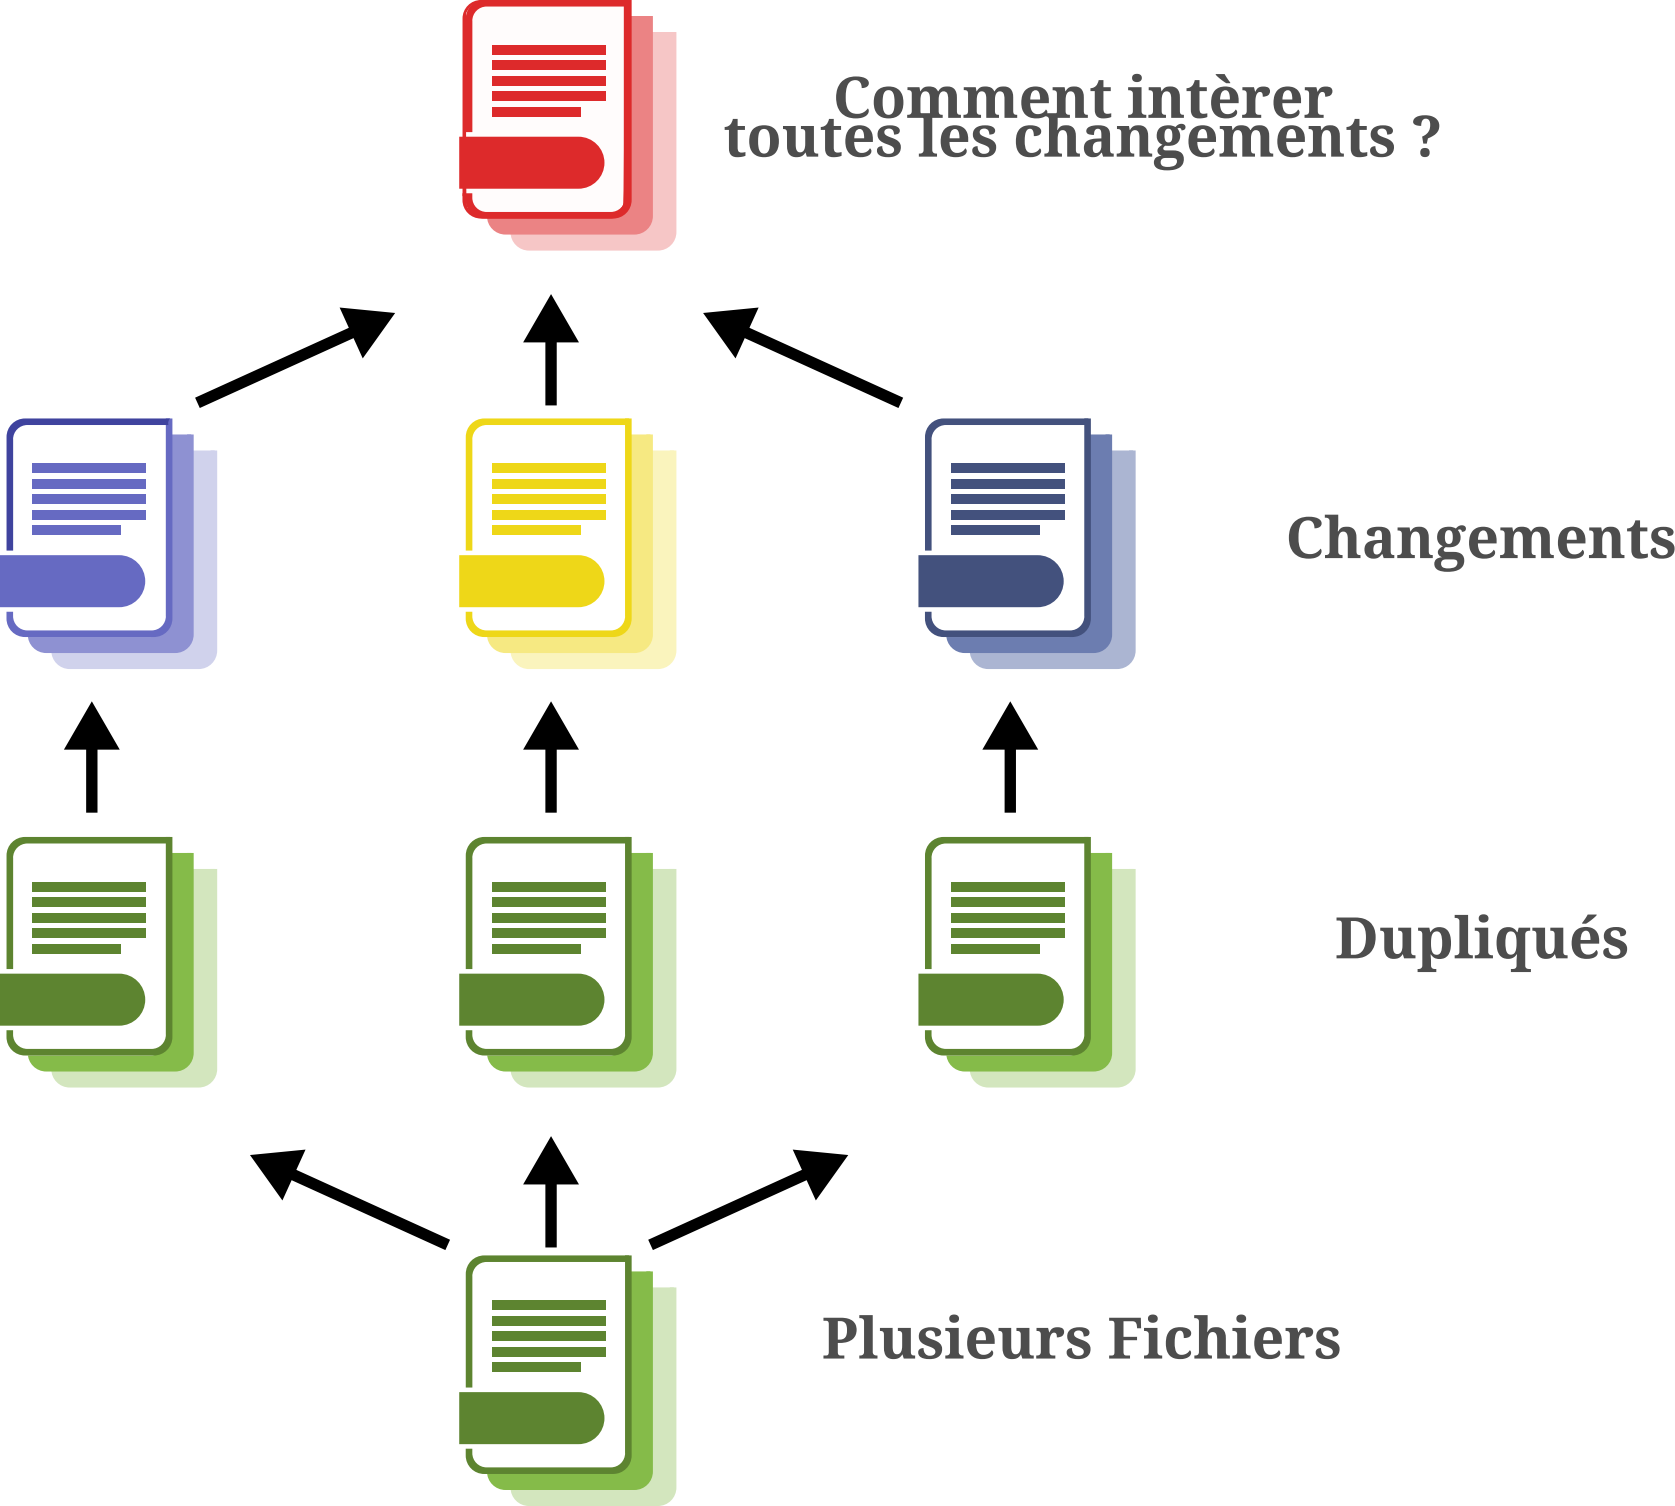 Comment intèrer
toutes les changements ?
Changements
Dupliqués
Plusieurs Fichiers